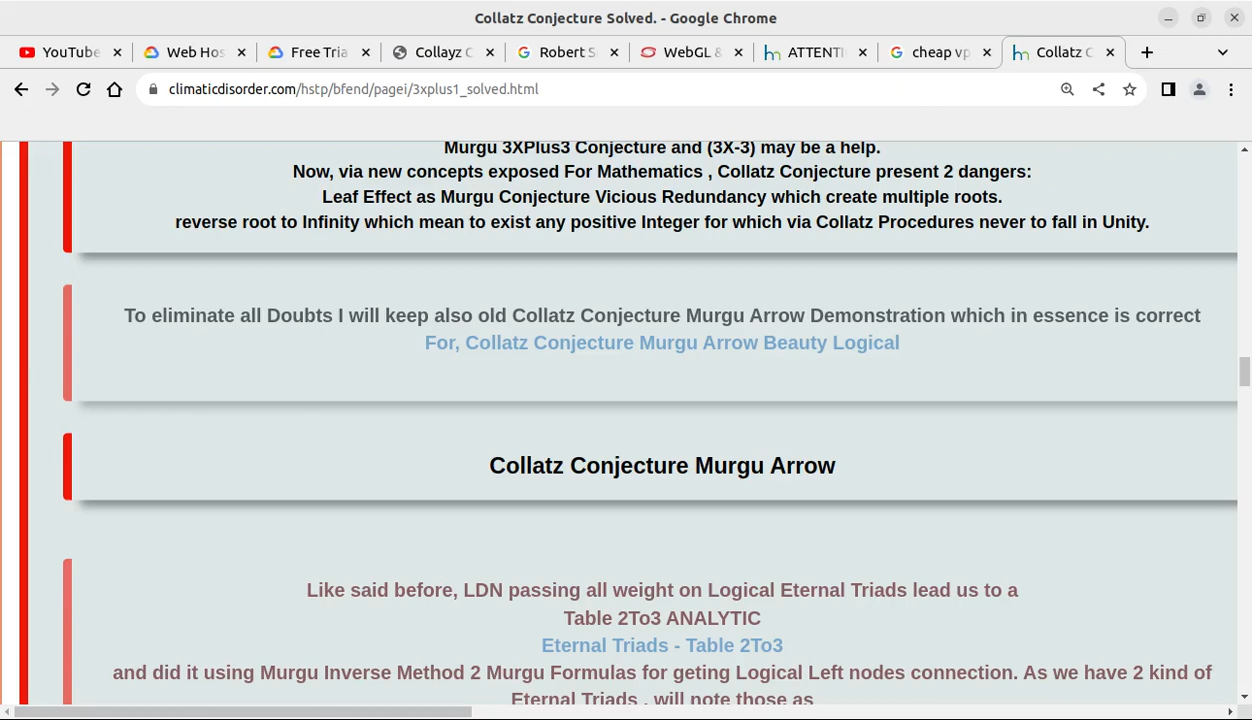 Collatz Conjecture Solved. - Google Chrome
YouTube
Web Hos
Free Tria
Collayz C
Robert S
WebGL &
ATTENTI
cheap vp
Collatz C
climaticdisorder.com/hstp/bfend/pagei/3xplus1_solved.html
Murgu 3XPlus3 Conjecture and (3X-3) may be a help.
Now, via new concepts exposed For Mathematics , Collatz Conjecture present 2 dangers:
Leaf Effect as Murgu Conjecture Vicious Redundancy which create multiple roots.
reverse root to Infinity which mean to exist any positive Integer for which via Collatz Procedures never to fall in Unity.
To eliminate all Doubts I will keep also old Collatz Conjecture Murgu Arrow Demonstration which in essence is correct
For, Collatz Conjecture Murgu Arrow Beauty Logical
Collatz Conjecture Murgu Arrow
Like said before, LDN passing all weight on Logical Eternal Triads lead us to a
Table 2To3 ANALYTIC
Eternal Triads - Table 2To3
and did it using Murgu Inverse Method 2 Murgu Formulas for geting Logical Left nodes connection. As we have 2 kind of
Eternal Triads , will note those as